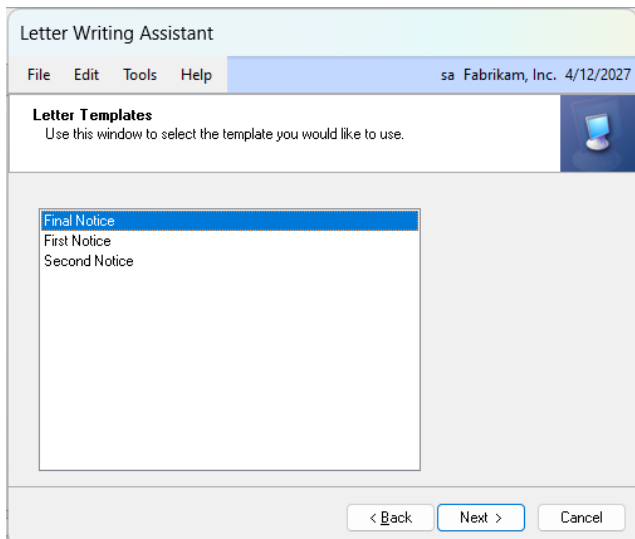 Letter Writing Assistant
File Edit Tools Help sa Fabrikam, Inc. 4/12/2027
Letter Templates
Use this window to select the template you would like to use.
Final Notice
First Notice
Second Notice
< Back Next > Cancel